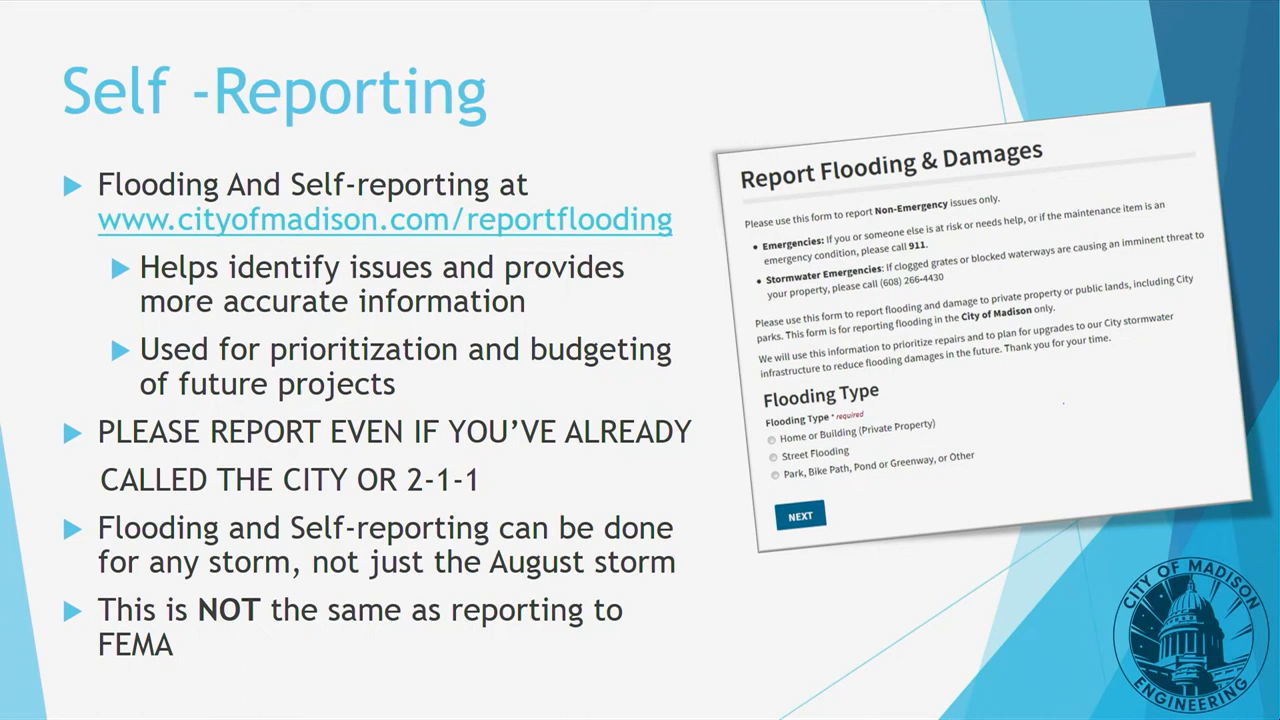 Self -Reporting
Flooding And Self-reporting at
www.cityofmadison.com/reportflooding
Helps identify issues and provides
more accurate information
Used for prioritization and budgeting
of future projects
PLEASE REPORT EVEN IF YOU'VE ALREADY
CALLED THE CITY OR 2-1-1
Flooding and Self-reporting can be done
for any storm, not just the August storm
This is NOT the same as reporting to
FEMA
Report Flooding & Damages
Please use this form to report Non-Emergency issues only.
Emergencies: If you or someone else is at risk or needs help, or if the maintenance item is an
emergency condition, please call 911.
Stormwater Emergencies: If clogged grates or blocked waterways are causing an imminent threat to
your property, please call (608) 266-4430
Please use this form to report flooding and damage to private property or public lands, including City
parks. This form is for reporting flooding in the City of Madison only.
We will use this information to prioritize repairs and to plan for upgrades to our City stormwater
infrastructure to reduce flooding damages in the future. Thank you for your time.
Flooding Type
Flooding Type * required
Home or Building (Private Property)
Street Flooding
Park, Bike Path, Pond or Greenway, or Other
NEXT
CITY OF MADISON
ENGINEERING